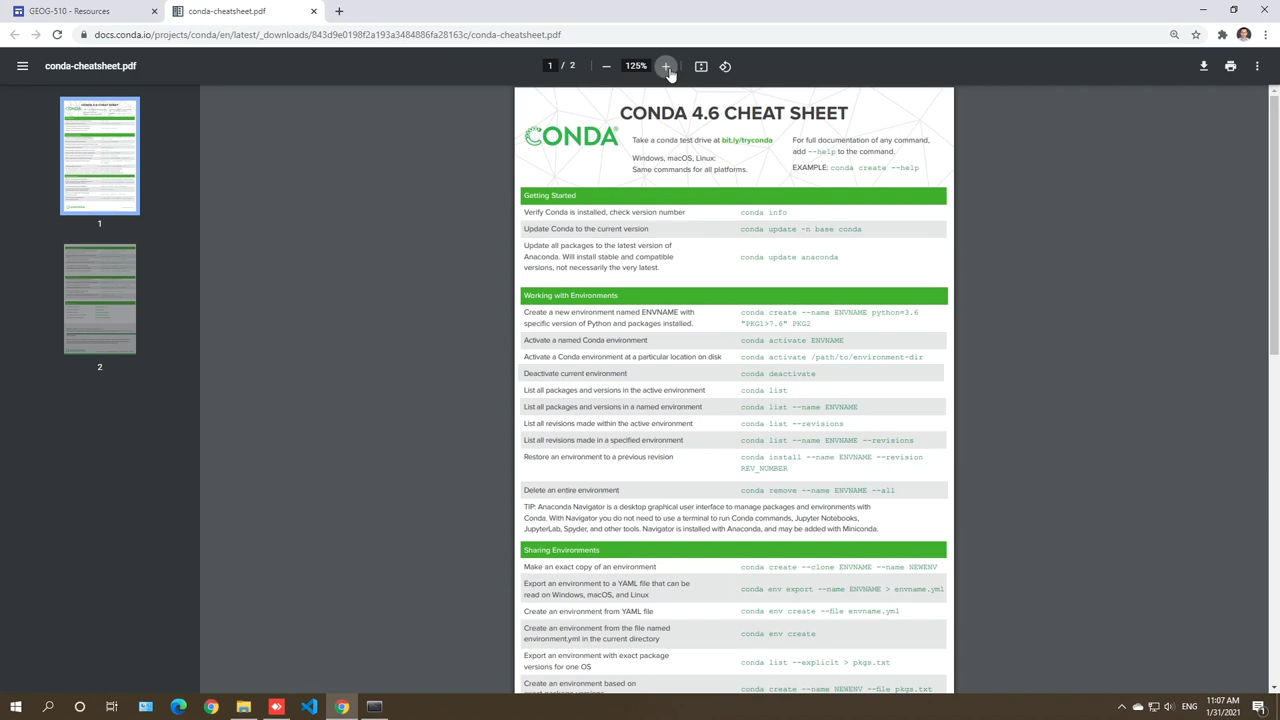 GEOG-510 - Resources
conda-cheatsheet.pdf
docs.conda.io/projects/conda/en/latest/_downloads/843d9e0198f2a193a3484886fa28163c/conda-cheatsheet.pdf
conda-cheatsheet.pdf
1 / 2
125%
1
2
CONDA 4.6 CHEAT SHEET
CONDA
Take a conda test drive at bit.ly/tryconda
Windows, macOS, Linux:
Same commands for all platforms.
For full documentation of any command,
add --help to the command.
EXAMPLE: conda create --help
Getting Started
Verify Conda is installed, check version number conda info
Update Conda to the current version conda update -n base conda
Update all packages to the latest version of
Anaconda. Will install stable and compatible conda update anaconda
versions, not necessarily the very latest.
Working with Environments
Create a new environment named ENVNAME with conda create --name ENVNAME python=3.6
specific version of Python and packages installed. "PKG1>7.6" PKG2
Activate a named Conda environment conda activate ENVNAME
Activate a Conda environment at a particular location on disk conda activate /path/to/environment-dir
Deactivate current environment conda deactivate
List all packages and versions in the active environment conda list
List all packages and versions in a named environment conda list --name ENVNAME
List all revisions made within the active environment conda list --revisions
List all revisions made in a specified environment conda list --name ENVNAME --revisions
Restore an environment to a previous revision conda install --name ENVNAME --revision
REV_NUMBER
Delete an entire environment conda remove --name ENVNAME --all
TIP: Anaconda Navigator is a desktop graphical user interface to manage packages and environments with
Conda. With Navigator you do not need to use a terminal to run Conda commands, Jupyter Notebooks,
JupyterLab, Spyder, and other tools. Navigator is installed with Anaconda, and may be added with Miniconda.
Sharing Environments
Make an exact copy of an environment conda create --clone ENVNAME --name NEWENV
Export an environment to a YAML file that can be conda env export --name ENVNAME > envname.yml
read on Windows, macOS, and Linux
Create an environment from YAML file conda env create --file envname.yml
Create an environment from the file named conda env create
environment.yml in the current directory
Export an environment with exact package conda list --explicit > pkgs.txt
versions for one OS
Create an environment based on conda create --name NEWENV --file pkgs.txt
exact package versions
ENG
11:07 AM
1/31/2021